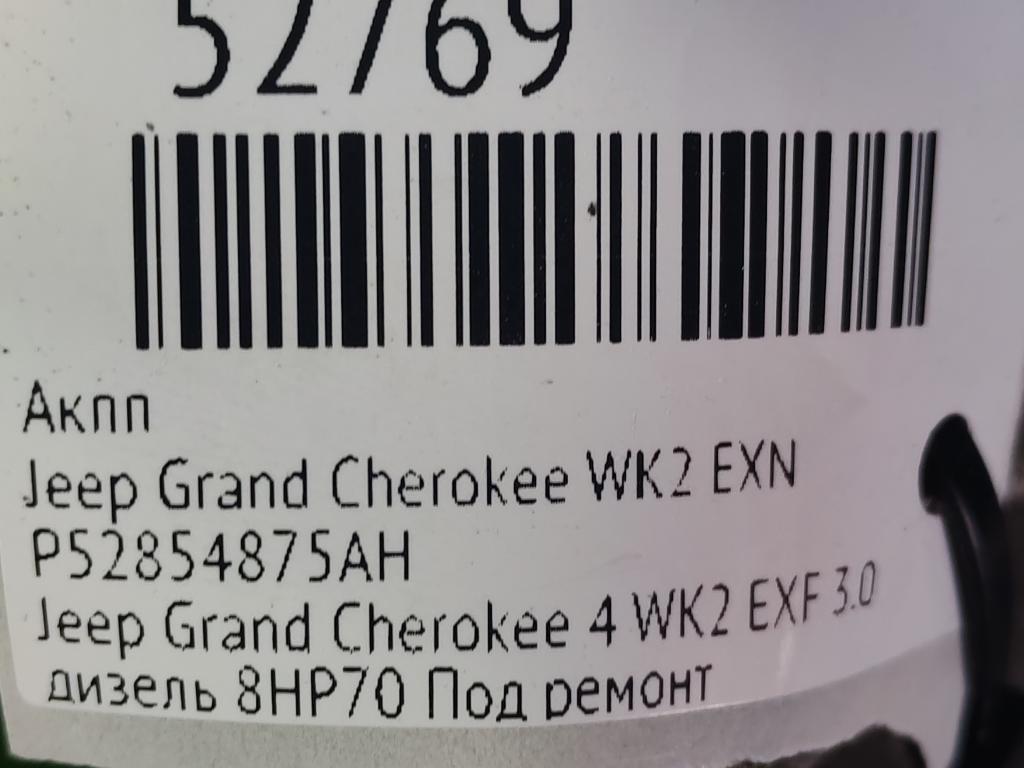 52769
Акпп
Jeep Grand Cherokee WK2 EXN
P52854875AH
Jeep Grand Cherokee 4 WK2 EXF 3.0
дизель 8HP70 Под ремонт